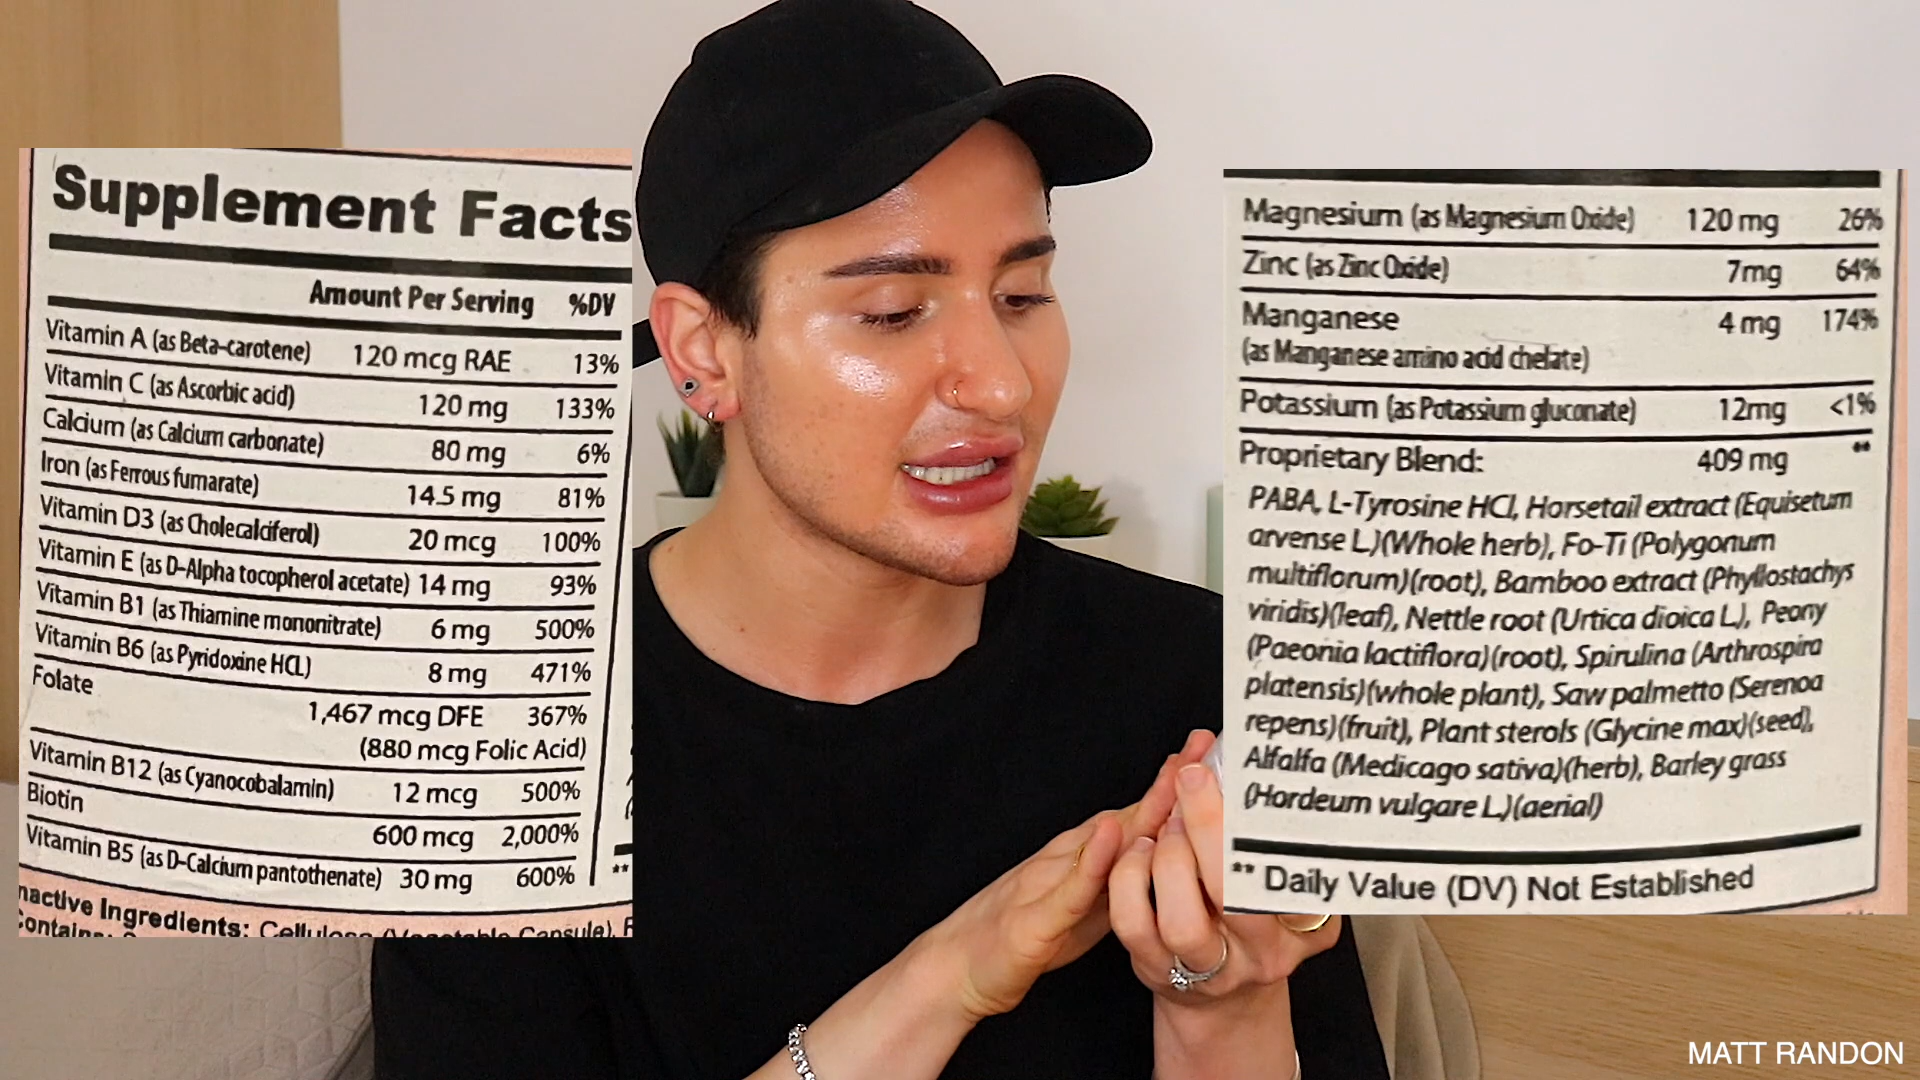 Supplement Facts
Amount Per Serving %DV
Vitamin A (as Beta-carotene) 120 mcg RAE 13%
Vitamin C (as Ascorbic acid) 120 mg 133%
Calcium (as Calcium carbonate) 80 mg 6%
Iron (as Ferrous fumarate) 14.5 mg 81%
Vitamin D3 (as Cholecalciferol) 20 mcg 100%
Vitamin E (as D-Alpha tocopherol acetate) 14 mg 93%
Vitamin B1 (as Thiamine mononitrate) 6 mg 500%
Vitamin B6 (as Pyridoxine HCL) 8 mg 471%
Folate
1,467 mcg DFE 367%
(880 mcg Folic Acid)
Vitamin B12 (as Cyanocobalamin) 12 mcg 500%
Biotin
600 mcg 2,000%
Vitamin B5 (as D-Calcium pantothenate) 30 mg 600%
**
Ingredients:
Magnesium (as Magnesium Oxide) 120 mg 26%
Zinc (as Zinc Oxide) 7mg 64%
Manganese 4 mg 174%
(as Manganese amino acid chelate)
Potassium (as Potassium gluconate) 12mg <1%
Proprietary Blend: 409 mg **
PABA, L-Tyrosine HCl, Horsetail extract (Equisetum
arvense L.)(Whole herb), Fo-Ti (Polygonum
multiflorum)(root), Bamboo extract (Phyllostachys
viridis)(leaf), Nettle root (Urtica dioica L.), Peony
(Paeonia lactiflora)(root), Spirulina (Arthrospira
platensis)(whole plant), Saw palmetto (Serenoa
repens)(fruit), Plant sterols (Glycine max)(seed),
Alfalfa (Medicago sativa)(herb), Barley grass
(Hordeum vulgare L.)(aerial)
** Daily Value (DV) Not Established
MATT RANDON